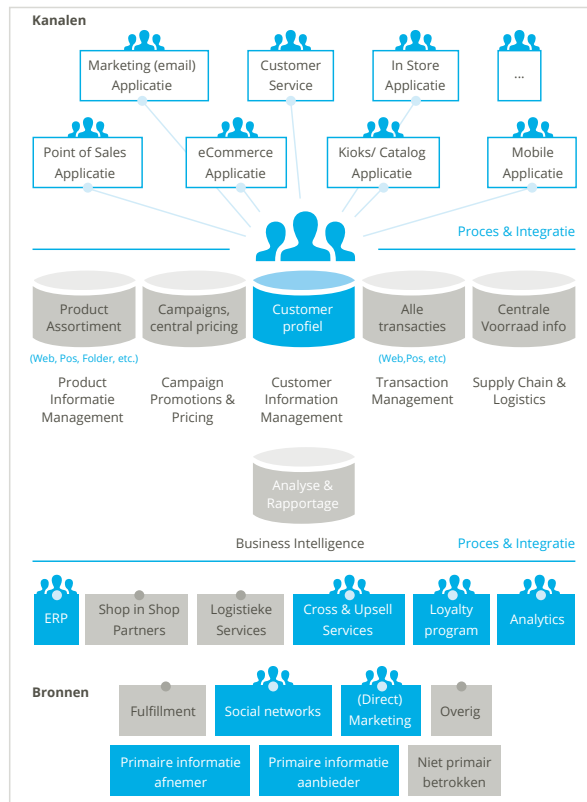 Kanalen
Marketing (email)
Applicatie
Customer
Service
In Store
Applicatie
...
Point of Sales
Applicatie
eCommerce
Applicatie
Kioks/ Catalog
Applicatie
Mobile
Applicatie
Proces & Integratie
Product
Assortiment
Campaigns,
central pricing
Customer
profiel
Alle
transacties
Centrale
Voorraad info
(Web, Pos, Folder, etc.)
(Web,Pos, etc)
Product
Informatie
Management
Campaign
Promotions &
Pricing
Customer
Information
Management
Transaction
Management
Supply Chain &
Logistics
Analyse &
Rapportage
Business Intelligence
Proces & Integratie
ERP
Shop in Shop
Partners
Logistieke
Services
Cross & Upsell
Services
Loyalty
program
Analytics
Bronnen
Fulfillment
Social networks
(Direct)
Marketing
Overig
Primaire informatie
afnemer
Primaire informatie
aanbieder
Niet primair
betrokken